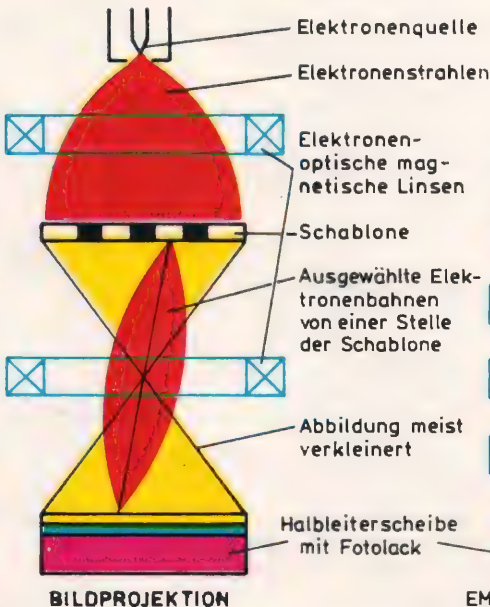 Elektronenquelle
Elektronenstrahlen
Elektronen-
optische mag-
netische Linsen
Schablone
Ausgewählte Elek-
tronenbahnen
von einer Stelle
der Schablone
Abbildung meist
verkleinert
Halbleiterscheibe
mit Fotolack
BILDPROJEKTION
EM